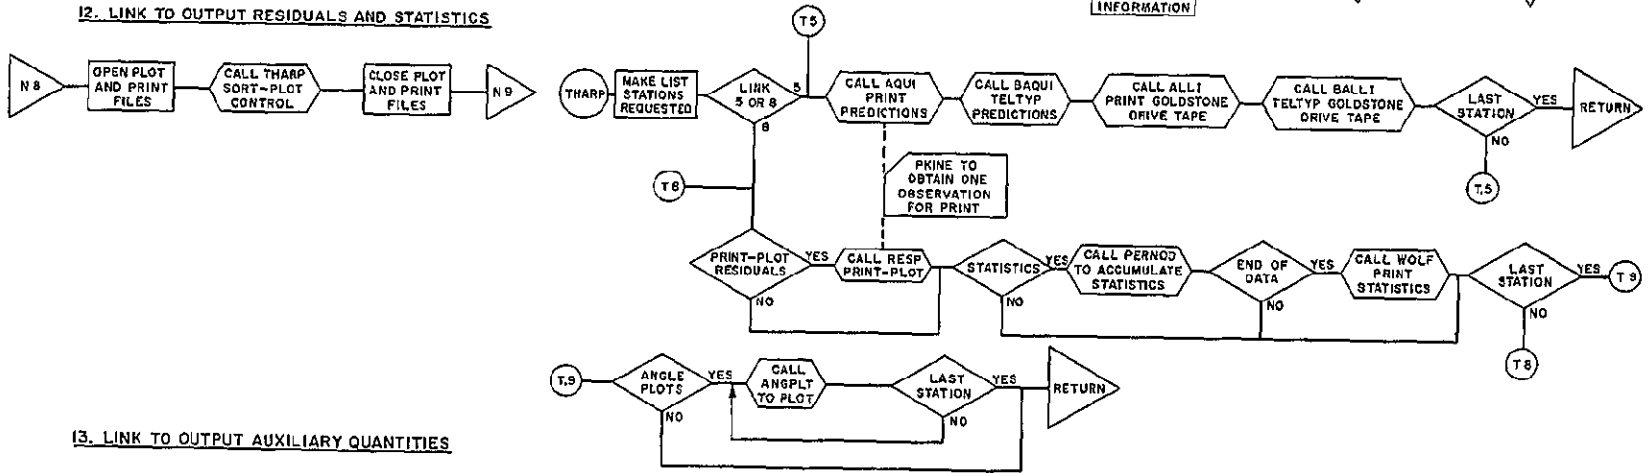 12. LINK TO OUTPUT RESIDUALS AND STATISTICS
INFORMATION
N 8
OPEN PLOT
AND PRINT
FILES
CALL THARP
SORT-PLOT
CONTROL
CLOSE PLOT
AND PRINT
FILES
N 9
THARP
MAKE LIST
STATIONS
REQUESTED
LINK
5 OR 8
5
8
T5
CALL AQUI
PRINT
PREDICTIONS
CALL BAQUI
TELTYP
PREDICTIONS
CALL ALLI
PRINT GOLDSTONE
DRIVE TAPE
CALL BALLI
TELTYP GOLDSTONE
DRIVE TAPE
LAST
STATION
YES
NO
RETURN
T,5
T8
PKINE TO
OBTAIN ONE
OBSERVATION
FOR PRINT
PRINT-PLOT
RESIDUALS
YES
NO
CALL RESP
PRINT-PLOT
STATISTICS
YES
NO
CALL PERNOD
TO ACCUMULATE
STATISTICS
END OF
DATA
YES
NO
CALL WOLF
PRINT
STATISTICS
LAST
STATION
YES
NO
T9
T8
T,9
ANGLE
PLOTS
YES
NO
CALL
ANGPLT
TO PLOT
LAST
STATION
YES
NO
RETURN
13. LINK TO OUTPUT AUXILIARY QUANTITIES